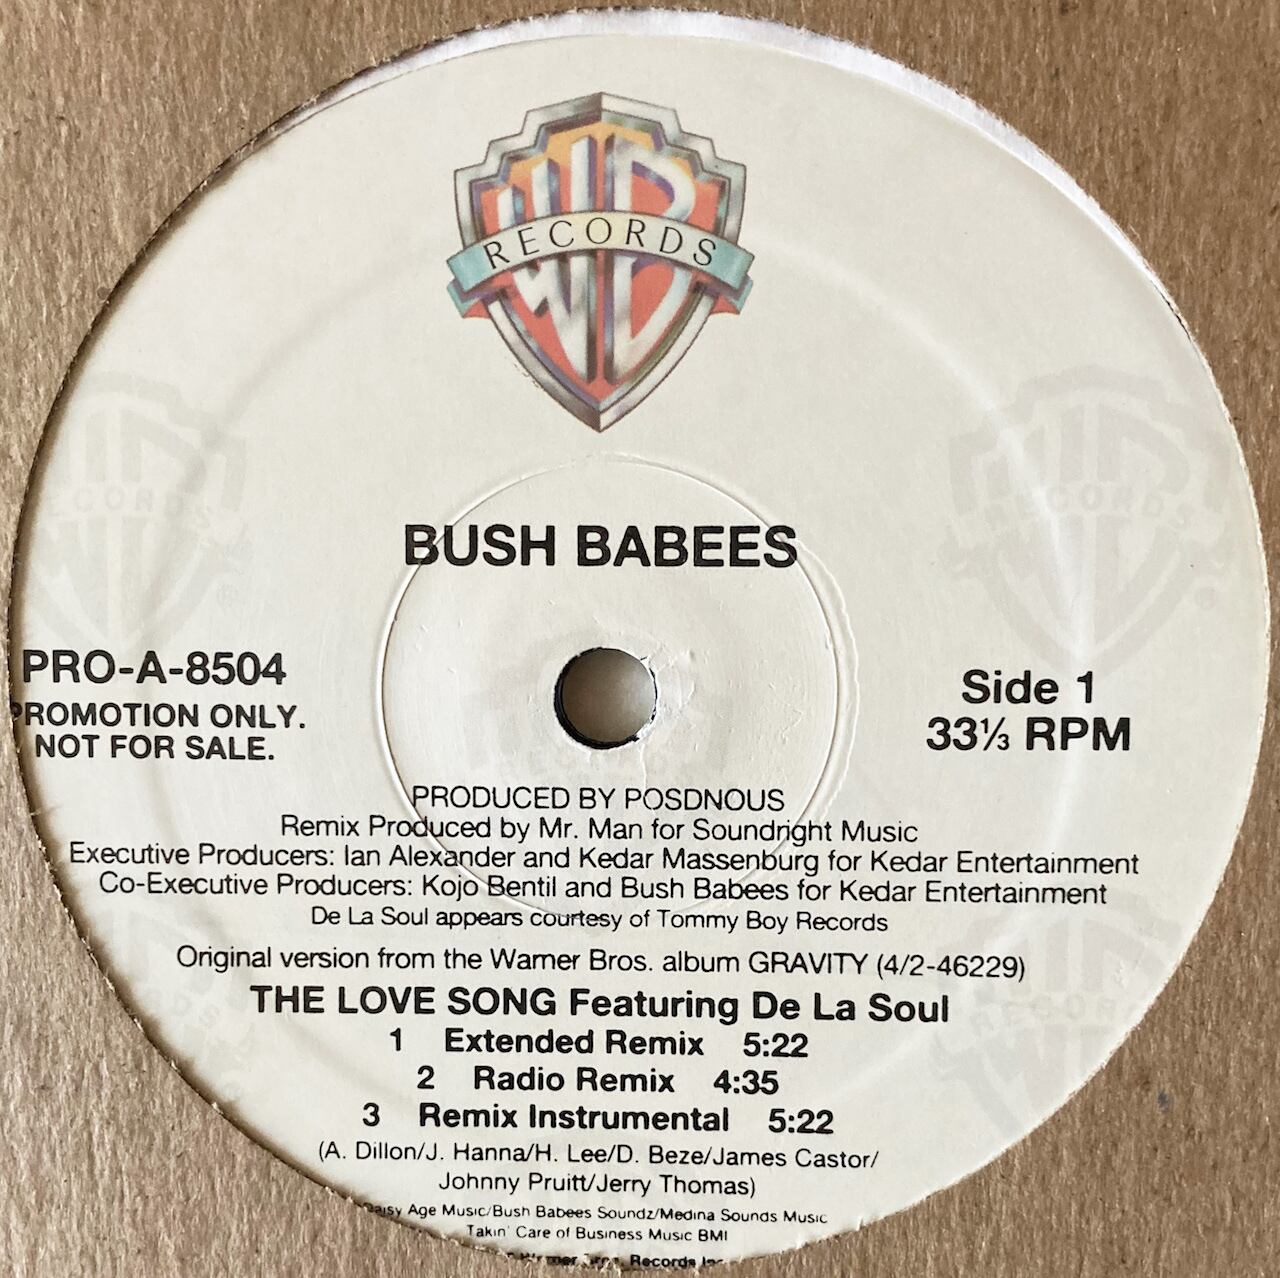 RECORDS
BUSH BABEES
PRO-A-8504
PROMOTION ONLY.
NOT FOR SALE.
Side 1
33⅓ RPM
PRODUCED BY POSDNOUS
Remix Produced by Mr. Man for Soundright Music
Executive Producers: Ian Alexander and Kedar Massenburg for Kedar Entertainment
Co-Executive Producers: Kojo Bentil and Bush Babees for Kedar Entertainment
De La Soul appears courtesy of Tommy Boy Records
Original version from the Warner Bros. album GRAVITY (4/2-46229)
THE LOVE SONG Featuring De La Soul
1 Extended Remix 5:22
2 Radio Remix 4:35
3 Remix Instrumental 5:22
(A. Dillon/J. Hanna/H. Lee/D. Beze/James Castor/
Johnny Pruitt/Jerry Thomas)
Daisy Age Music/Bush Babees Soundz/Medina Sounds Music
Takin' Care of Business Music BMI
Records